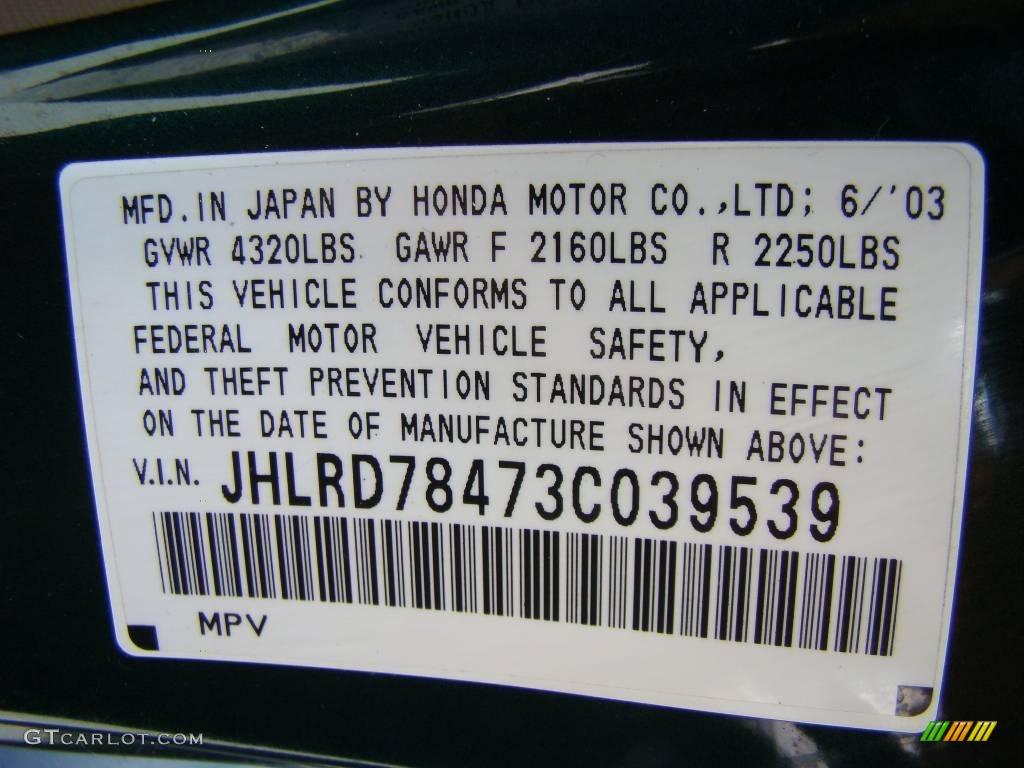 MFD.IN JAPAN BY HONDA MOTOR CO.,LTD; 6/'03
GVWR 4320LBS GAWR F 2160LBS R 2250LBS
THIS VEHICLE CONFORMS TO ALL APPLICABLE
FEDERAL MOTOR VEHICLE SAFETY,
AND THEFT PREVENTION STANDARDS IN EFFECT
ON THE DATE OF MANUFACTURE SHOWN ABOVE:
V.I.N. JHLRD78473C039539
MPV
GTCARLOT.COM